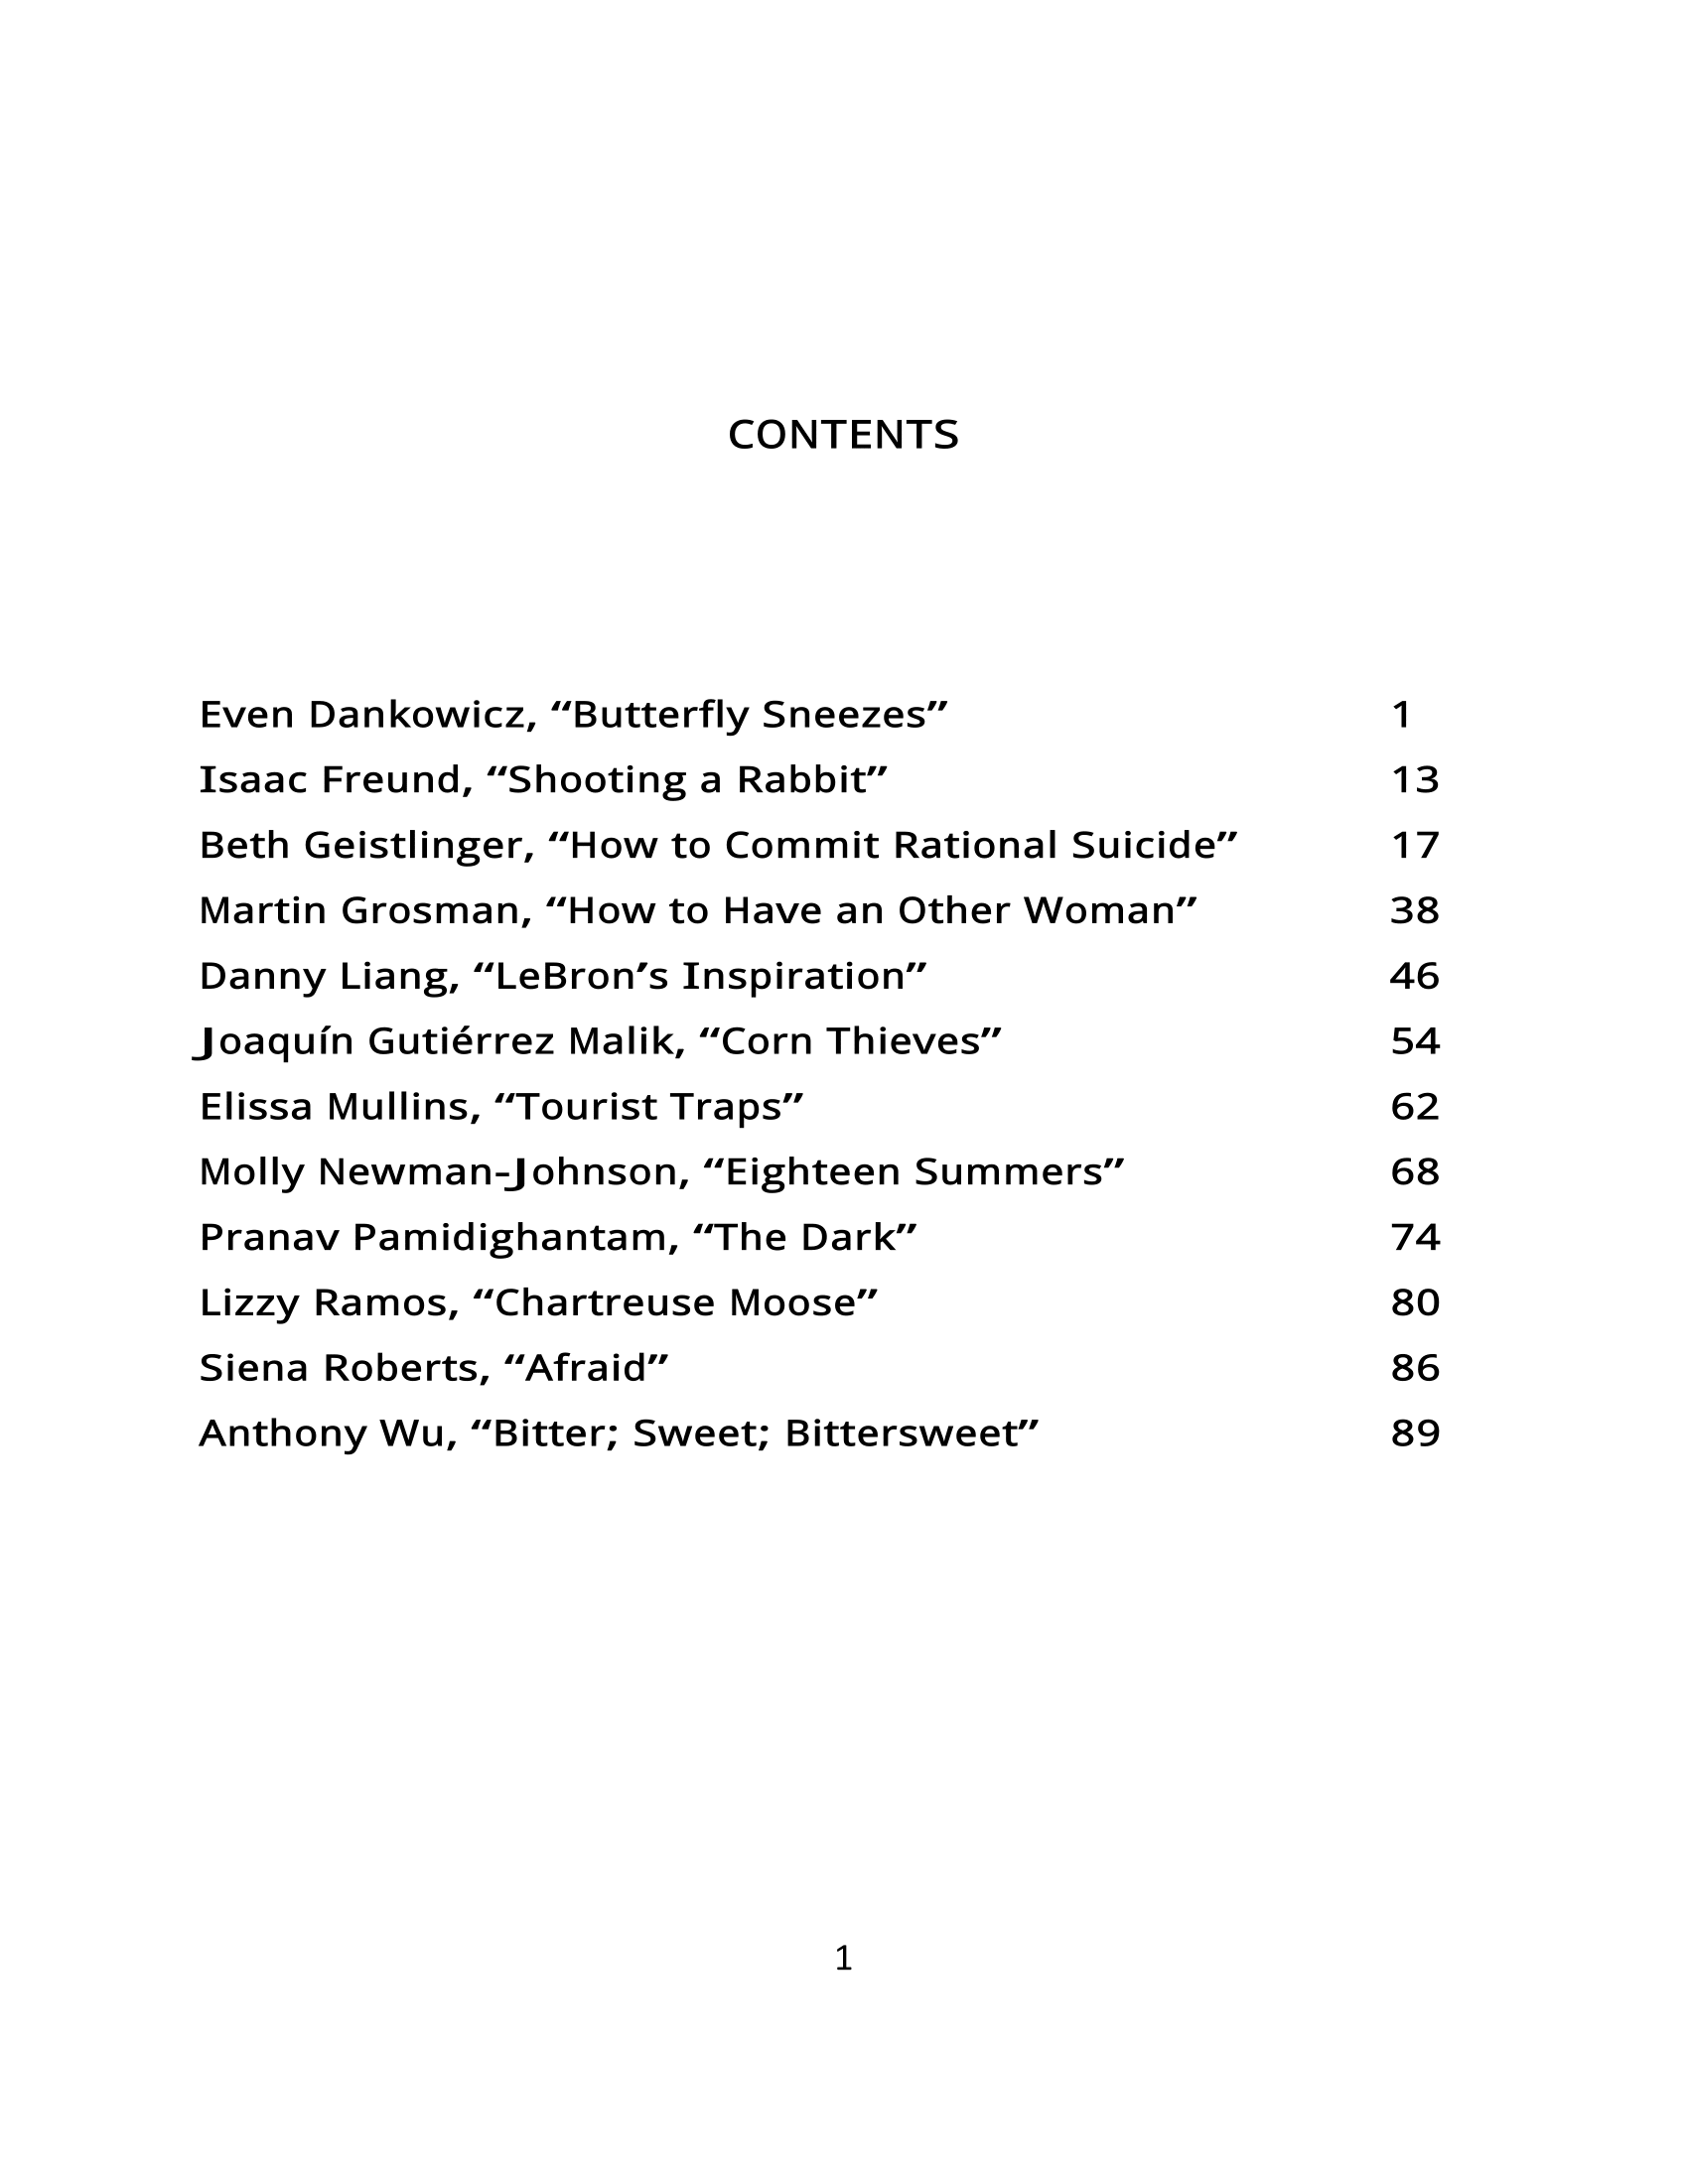 CONTENTS
Even Dankowicz, “Butterfly Sneezes” 1
Isaac Freund, “Shooting a Rabbit” 13
Beth Geistlinger, “How to Commit Rational Suicide” 17
Martin Grosman, “How to Have an Other Woman” 38
Danny Liang, “LeBron’s Inspiration” 46
Joaquín Gutiérrez Malik, “Corn Thieves” 54
Elissa Mullins, “Tourist Traps” 62
Molly Newman-Johnson, “Eighteen Summers” 68
Pranav Pamidighantam, “The Dark” 74
Lizzy Ramos, “Chartreuse Moose” 80
Siena Roberts, “Afraid” 86
Anthony Wu, “Bitter; Sweet; Bittersweet” 89
1